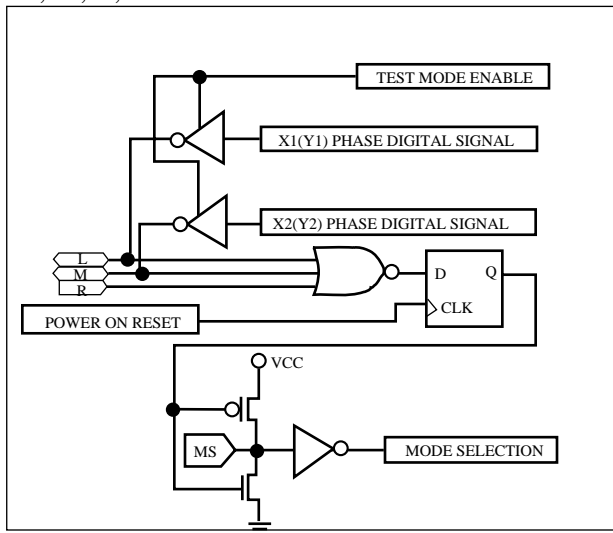 TEST MODE ENABLE
X1(Y1) PHASE DIGITAL SIGNAL
X2(Y2) PHASE DIGITAL SIGNAL
L
M
R
D Q
CLK
POWER ON RESET
VCC
MS
MODE SELECTION